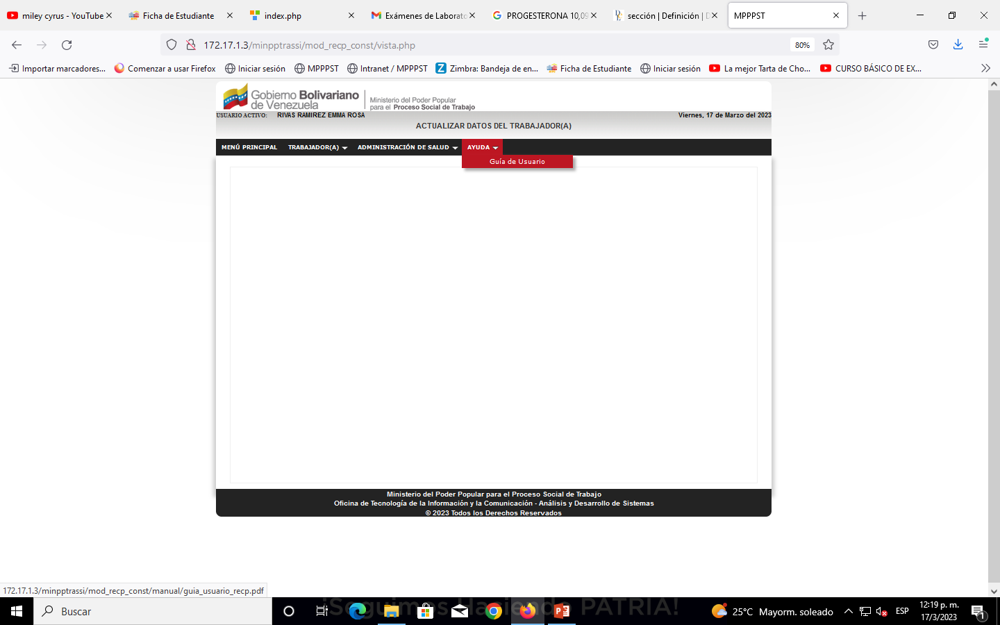 miley cyrus - YouTube
Ficha de Estudiante
index.php
Exámenes de Laborato
PROGESTERONA 10,09
sección | Definición | D
MPPPST
172.17.1.3/minpptrassi/mod_recp_const/vista.php
80%
Importar marcadores...
Comenzar a usar Firefox
Iniciar sesión
MPPPST
Intranet / MPPPST
Zimbra: Bandeja de en...
Ficha de Estudiante
Iniciar sesión
La mejor Tarta de Cho...
CURSO BÁSICO DE EX...
Gobierno Bolivariano
de Venezuela
Ministerio del Poder Popular
para el Proceso Social de Trabajo
USUARIO ACTIVO: RIVAS RAMIREZ EMMA ROSA
Viernes, 17 de Marzo del 2023
ACTUALIZAR DATOS DEL TRABAJADOR(A)
MENÚ PRINCIPAL
TRABAJADOR(A)
ADMINISTRACIÓN DE SALUD
AYUDA
Guía de Usuario
Ministerio del Poder Popular para el Proceso Social de Trabajo
Oficina de Tecnología de la Información y la Comunicación - Análisis y Desarrollo de Sistemas
© 2023 Todos los Derechos Reservados
172.17.1.3/minpptrassi/mod_recp_const/manual/guia_usuario_recp.pdf
Buscar
¡Seguimos Haciendo PATRIA!
25°C Mayorm. soleado
ESP
12:19 p. m.
17/3/2023
1